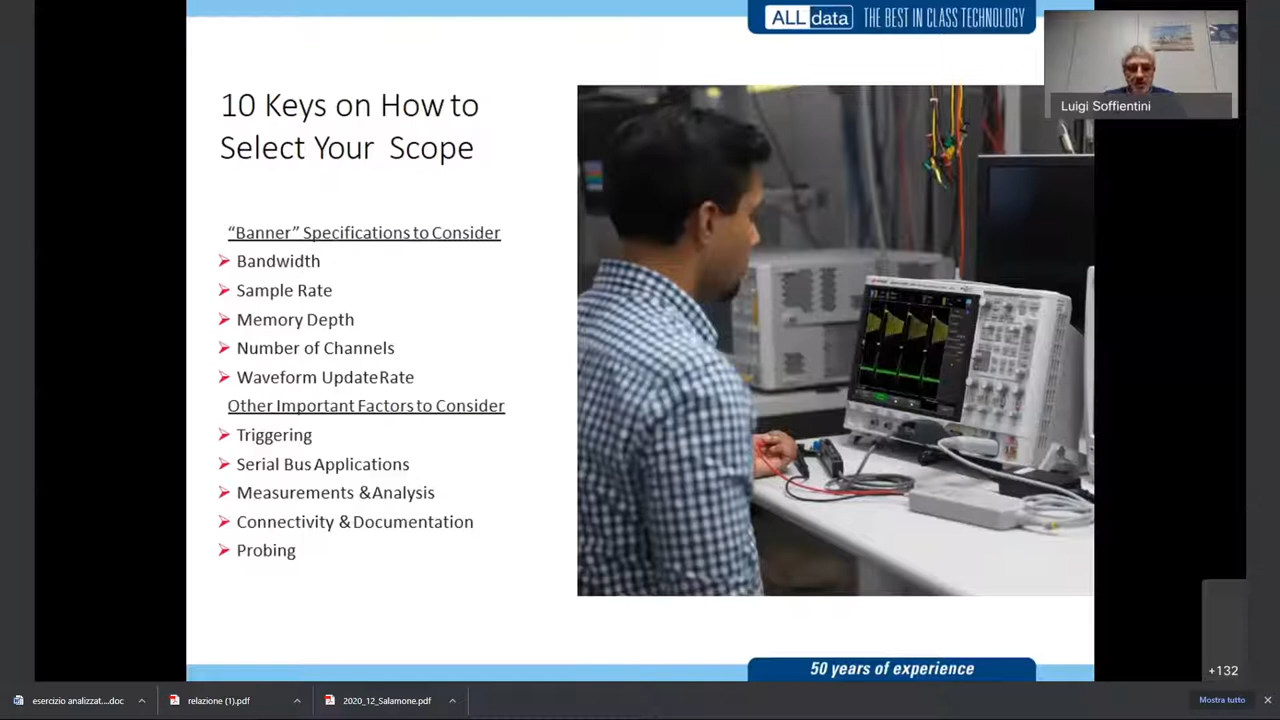 ALL data THE BEST IN CLASS TECHNOLOGY
Luigi Soffientini
10 Keys on How to
Select Your Scope
“Banner” Specifications to Consider
Bandwidth
Sample Rate
Memory Depth
Number of Channels
Waveform Update Rate
Other Important Factors to Consider
Triggering
Serial Bus Applications
Measurements & Analysis
Connectivity & Documentation
Probing
50 years of experience
+132
esercizio analizzat....doc
relazione (1).pdf
2020_12_Salamone.pdf
Mostra tutto